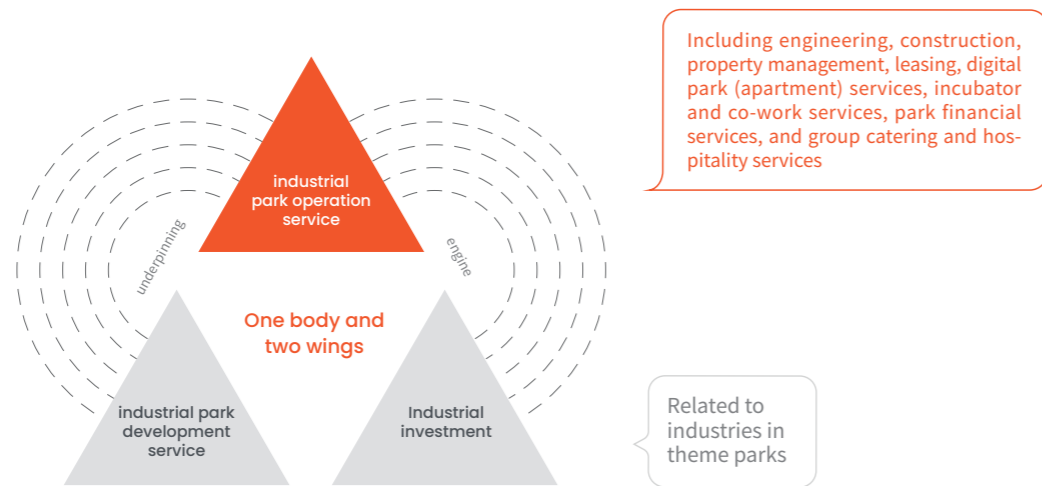 Including engineering, construction,
property management, leasing, digital
park (apartment) services, incubator
and co-work services, park financial
services, and group catering and hos-
pitality services
industrial
park operation
service
underpinning
engine
One body and
two wings
industrial park
development
service
Industrial
investment
Related to
industries in
theme parks